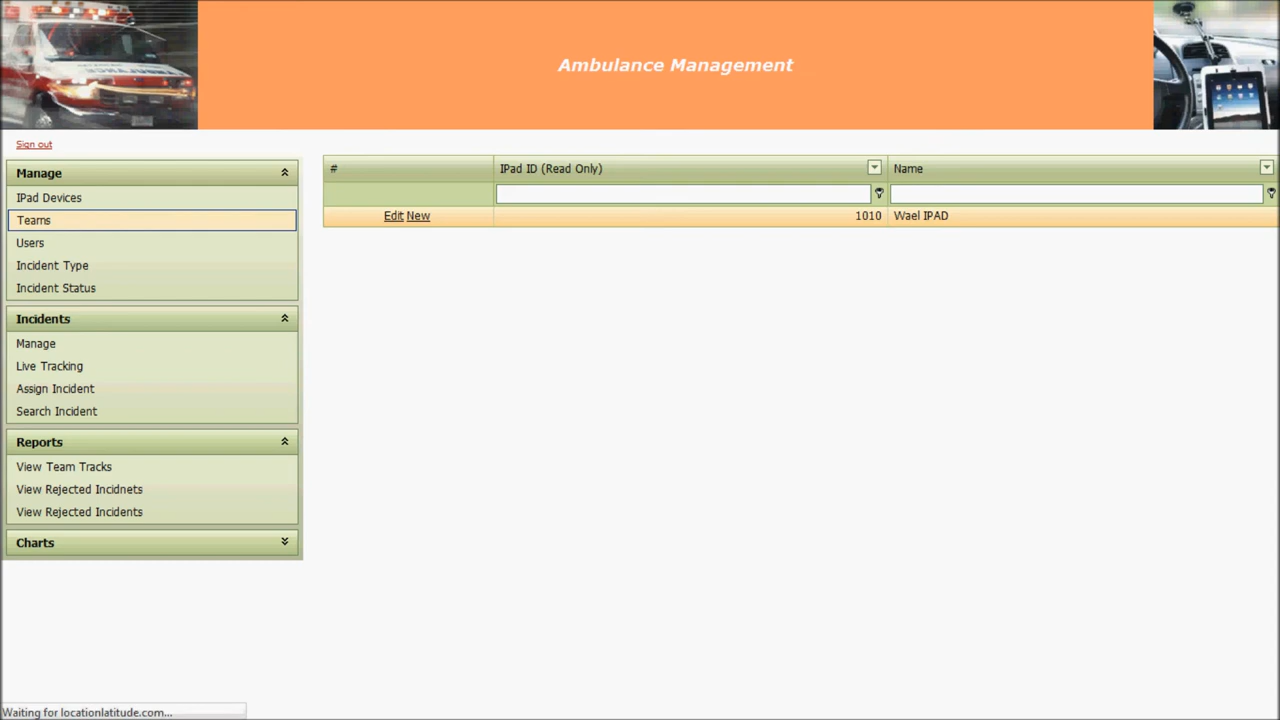 Ambulance Management
Sign out
Manage
IPad Devices
Teams
Users
Incident Type
Incident Status
Incidents
Manage
Live Tracking
Assign Incident
Search Incident
Reports
View Team Tracks
View Rejected Incidnets
View Rejected Incidents
Charts
# IPad ID (Read Only) Name
Edit New 1010 Wael IPAD
Waiting for locationlatitude.com...